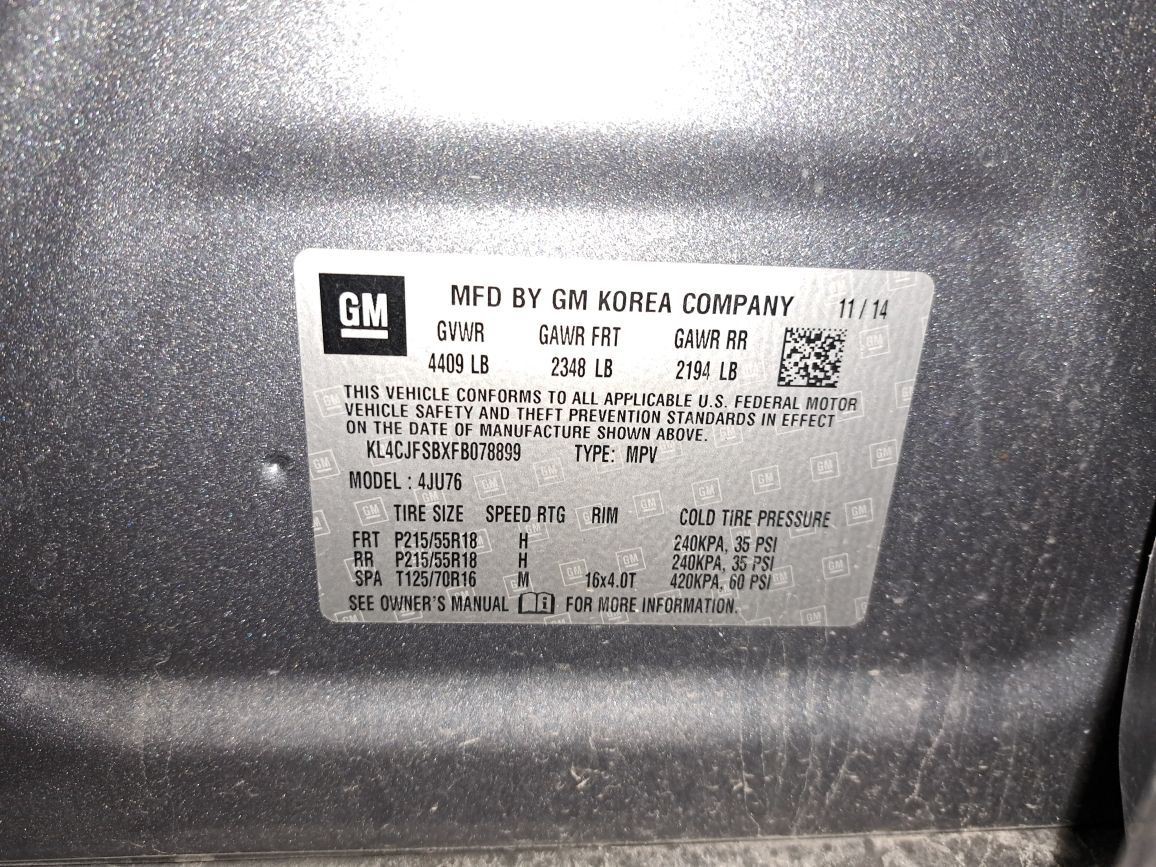 GM
MFD BY GM KOREA COMPANY 11/14
GVWR GAWR FRT GAWR RR
4409 LB 2348 LB 2194 LB
THIS VEHICLE CONFORMS TO ALL APPLICABLE U.S. FEDERAL MOTOR
VEHICLE SAFETY AND THEFT PREVENTION STANDARDS IN EFFECT
ON THE DATE OF MANUFACTURE SHOWN ABOVE.
KL4CJFSBXFB078899 TYPE: MPV
MODEL : 4JU76
TIRE SIZE SPEED RTG RIM COLD TIRE PRESSURE
FRT P215/55R18 H 240KPA, 35 PSI
RR P215/55R18 H 240KPA, 35 PSI
SPA T125/70R16 M 16x4.0T 420KPA, 60 PSI
SEE OWNER'S MANUAL i FOR MORE INFORMATION.